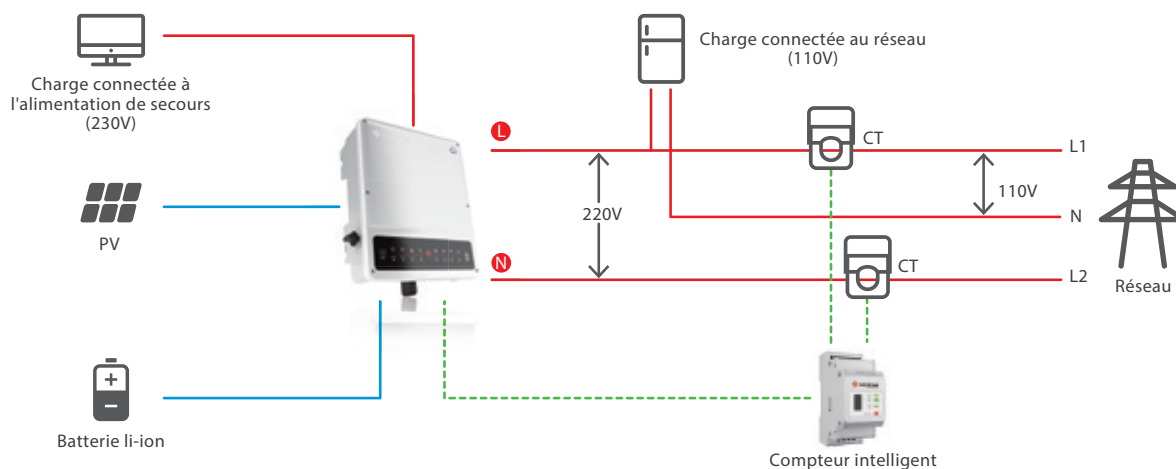 Charge connectée à
l'alimentation de secours
(230V)
Charge connectée au réseau
(110V)
L
CT
L1
220V
110V
PV
N
N
CT
L2
Réseau
Batterie li-ion
Compteur intelligent